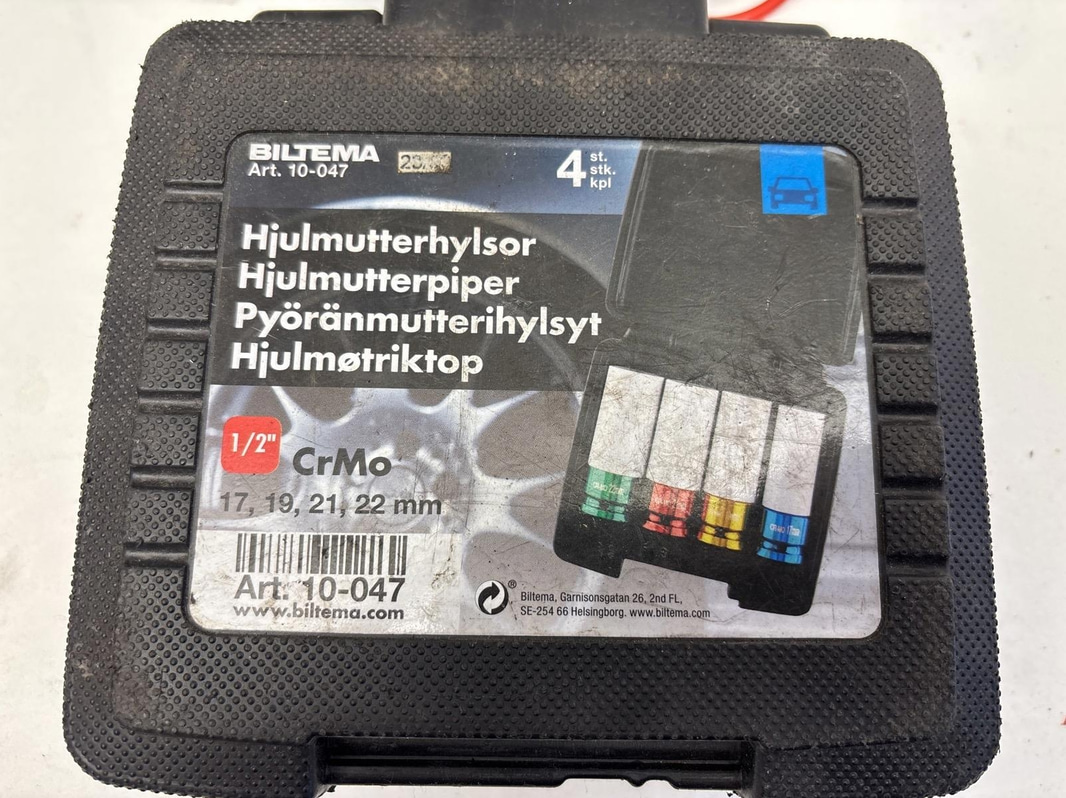 BILTEMA
Art. 10-047
4 st.
stk.
kpl
Hjulmutterhylsor
Hjulmutterpiper
Pyöränmutterihylsyt
Hjulmøtriktop
1/2"
CrMo
17, 19, 21, 22 mm
Art. 10-047
www.biltema.com
®
Biltema, Garnisonsgatan 26, 2nd FL,
SE-254 66 Helsingborg. www.biltema.com